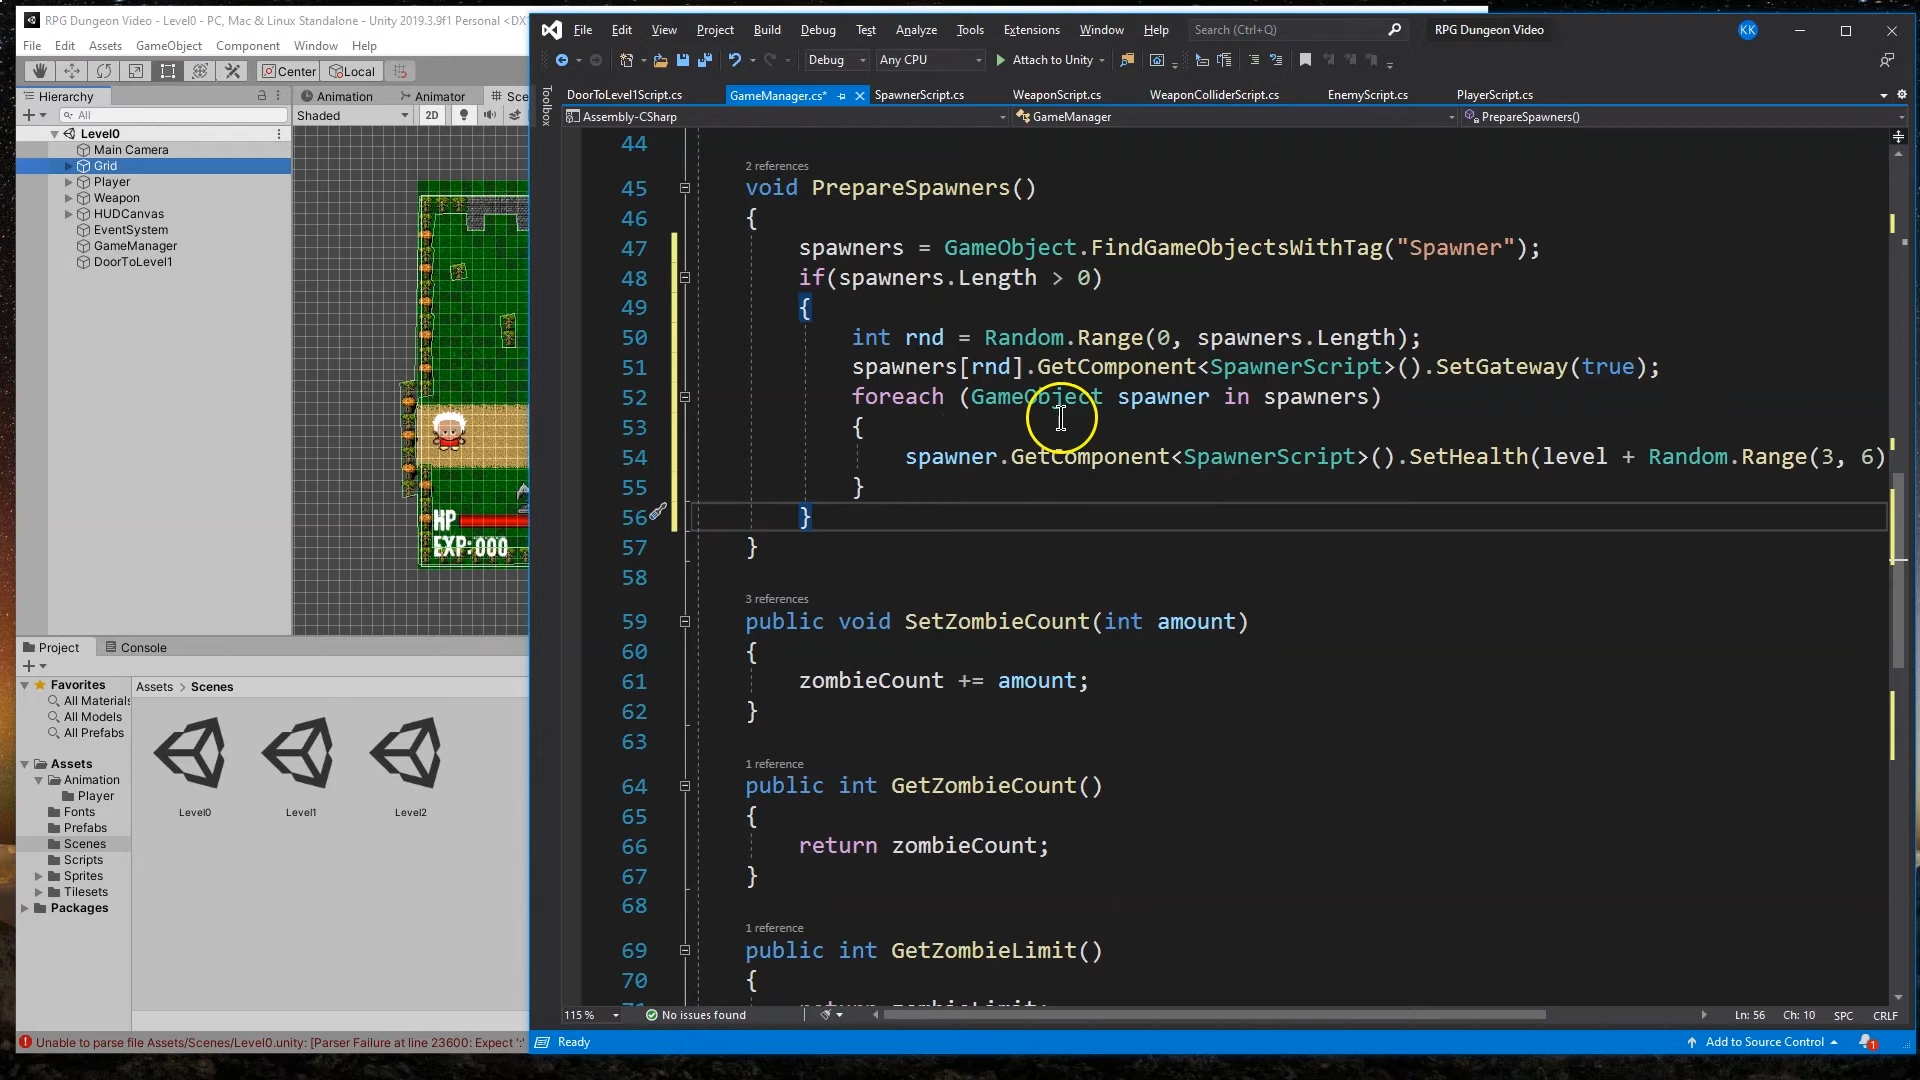 RPG Dungeon Video - Level0 - PC, Mac & Linux Standalone - Unity 2019.3.9f1 Personal <DX
File Edit Assets GameObject Component Window Help
Center Local
Hierarchy
All
Level0
Main Camera
Grid
Player
Weapon
HUDCanvas
EventSystem
GameManager
DoorToLevel1
Animation Animator Sce
Shaded 2D
HP
EXP:000
Project Console
Favorites
All Materials
All Models
All Prefabs
Assets
Animation
Player
Fonts
Prefabs
Scenes
Scripts
Sprites
Tilesets
Packages
Assets > Scenes
Level0 Level1 Level2
Unable to parse file Assets/Scenes/Level0.unity: [Parser Failure at line 23600: Expect ':'
File Edit View Project Build Debug Test Analyze Tools Extensions Window Help Search (Ctrl+Q) RPG Dungeon Video KK
Debug Any CPU Attach to Unity
Toolbox
DoorToLevel1Script.cs GameManager.cs* SpawnerScript.cs WeaponScript.cs WeaponColliderScript.cs EnemyScript.cs PlayerScript.cs
Assembly-CSharp GameManager PrepareSpawners()
44
2 references
45 void PrepareSpawners()
46 {
47 spawners = GameObject.FindGameObjectsWithTag("Spawner");
48 if(spawners.Length > 0)
49 {
50 int rnd = Random.Range(0, spawners.Length);
51 spawners[rnd].GetComponent<SpawnerScript>().SetGateway(true);
52 foreach (GameObject spawner in spawners)
53 {
54 spawner.GetComponent<SpawnerScript>().SetHealth(level + Random.Range(3, 6)
55 }
56 }
57 }
58
3 references
59 public void SetZombieCount(int amount)
60 {
61 zombieCount += amount;
62 }
63
1 reference
64 public int GetZombieCount()
65 {
66 return zombieCount;
67 }
68
1 reference
69 public int GetZombieLimit()
70 {
71 return zombieLimit;
115 % No issues found Ln: 56 Ch: 10 SPC CRLF
Ready Add to Source Control 1